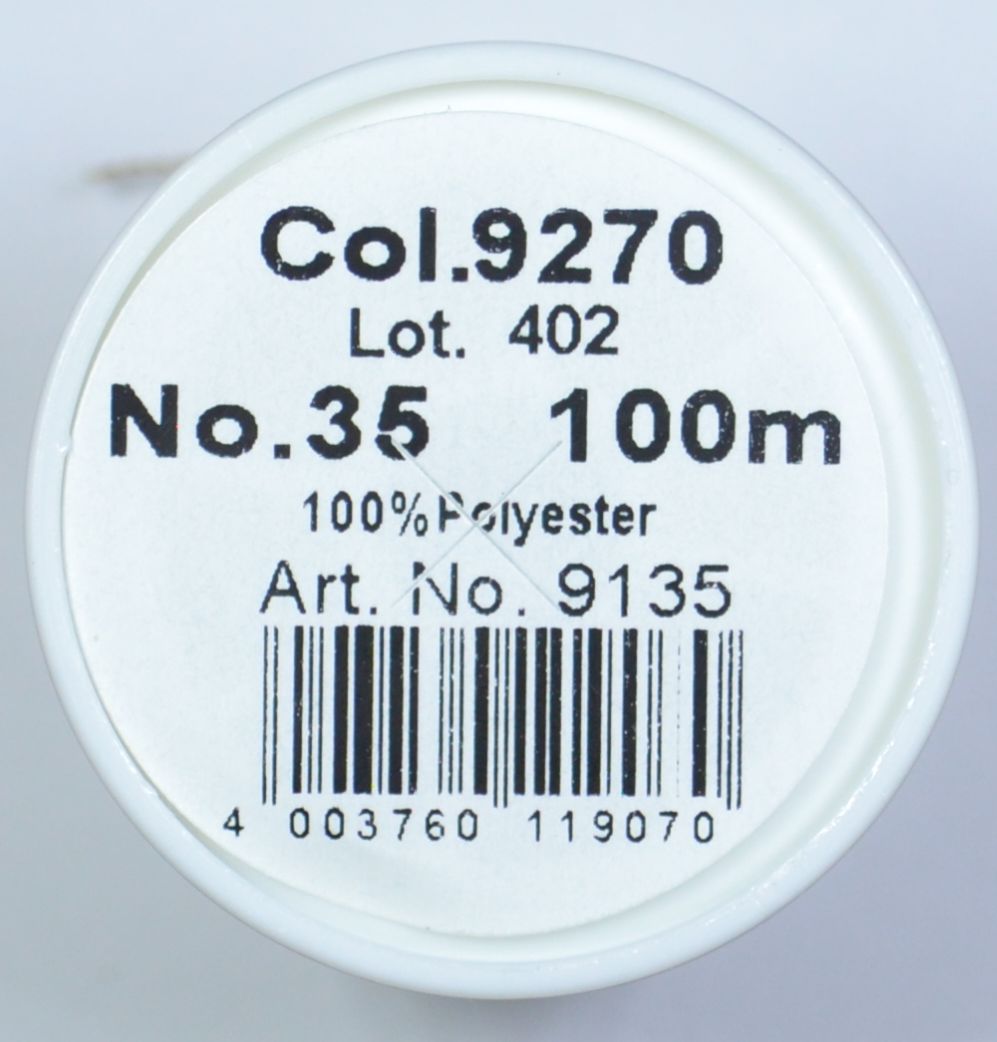 Col.9270
Lot. 402
No.35 100m
100% Polyester
Art. No. 9135
4 003760 119070